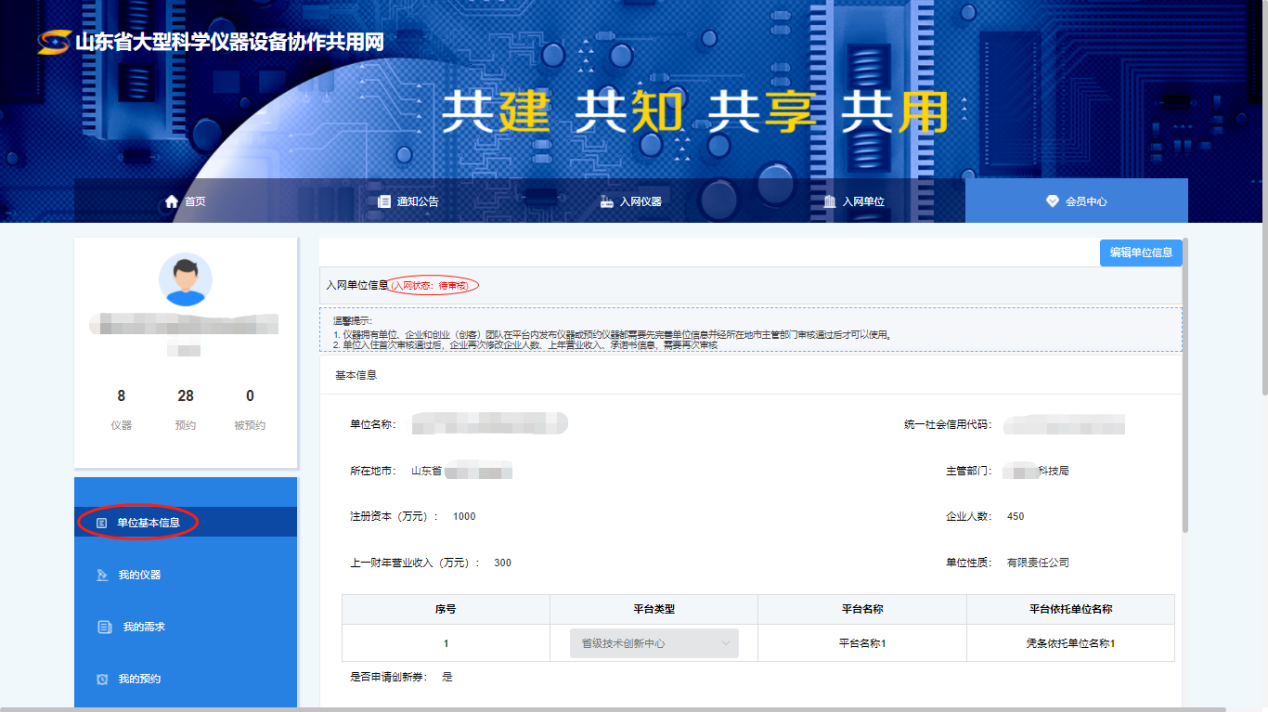 山东省大型科学仪器设备协作共用网
共建 共知 共享 共用
首页 通知公告 入网仪器 入网单位 会员中心
编辑单位信息
入网单位信息(入网状态：待审核)
温馨提示:
1. 仪器拥有单位、企业和创业（创客）团队在平台内发布仪器或预约仪器都需要先完善单位信息并经所在地市主管部门审核通过后才可以使用。
2. 单位入住首次审核通过后，企业再次修改企业人数、上年营业收入、承诺书信息，需要再次审核
8 28 0
仪器 预约 被预约
单位基本信息
我的仪器
我的需求
我的预约
基本信息
单位名称： 统一社会信用代码：
所在地市： 山东省 主管部门： 科技局
注册资本（万元）： 1000 企业人数： 450
上一财年营业收入（万元）： 300 单位性质： 有限责任公司
序号 平台类型 平台名称 平台依托单位名称
1 省级技术创新中心 平台名称1 凭条依托单位名称1
是否申请创新券： 是